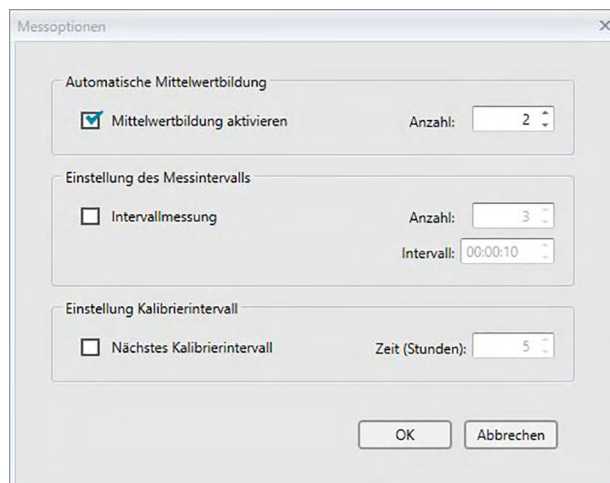 Messoptionen
Automatische Mittelwertbildung
Mittelwertbildung aktivieren Anzahl: 2
Einstellung des Messintervalls
Intervallmessung Anzahl: 3
Intervall: 00:00:10
Einstellung Kalibrierintervall
Nächstes Kalibrierintervall Zeit (Stunden): 5
OK Abbrechen